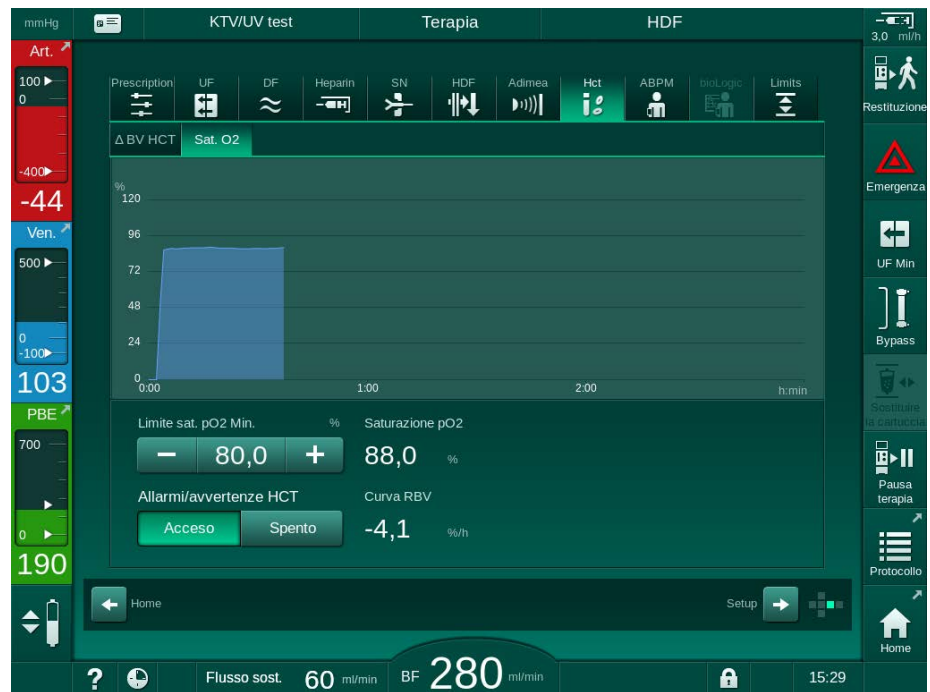 mmHg
KTV/UV test
Terapia
HDF
3,0 ml/h
Art.
100
0
-400
-44
Ven.
500
0
-100
103
PBE
700
0
190
Prescription UF DF Heparin SN HDF Adimea Hct ABPM bioLogic Limits
Δ BV HCT Sat. O2
%
120
96
72
48
24
0
0:00 1:00 2:00 h:min
Limite sat. pO2 Min. % Saturazione pO2
− 80,0 + 88,0 %
Allarmi/avvertenze HCT Curva RBV
Acceso Spento -4,1 %/h
Home Setup
Restituzione
Emergenza
UF Min
Bypass
Sostituire
la cartuccia
Pausa
terapia
Protocollo
Home
? Flusso sost. 60 ml/min BF 280 ml/min 15:29